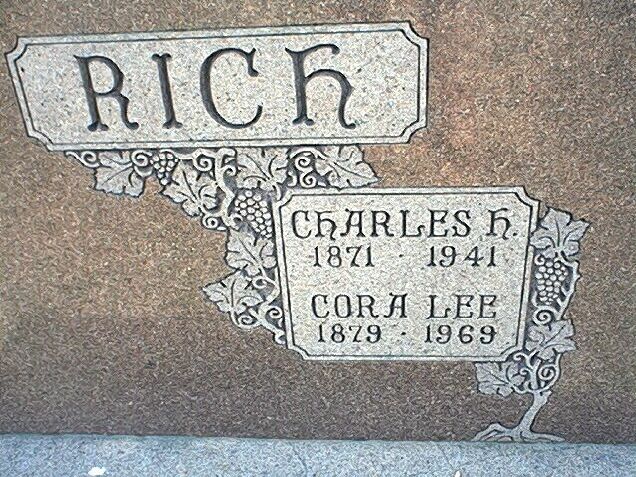 RICH
CHARLES H.
1871 · 1941
CORA LEE
1879 · 1969